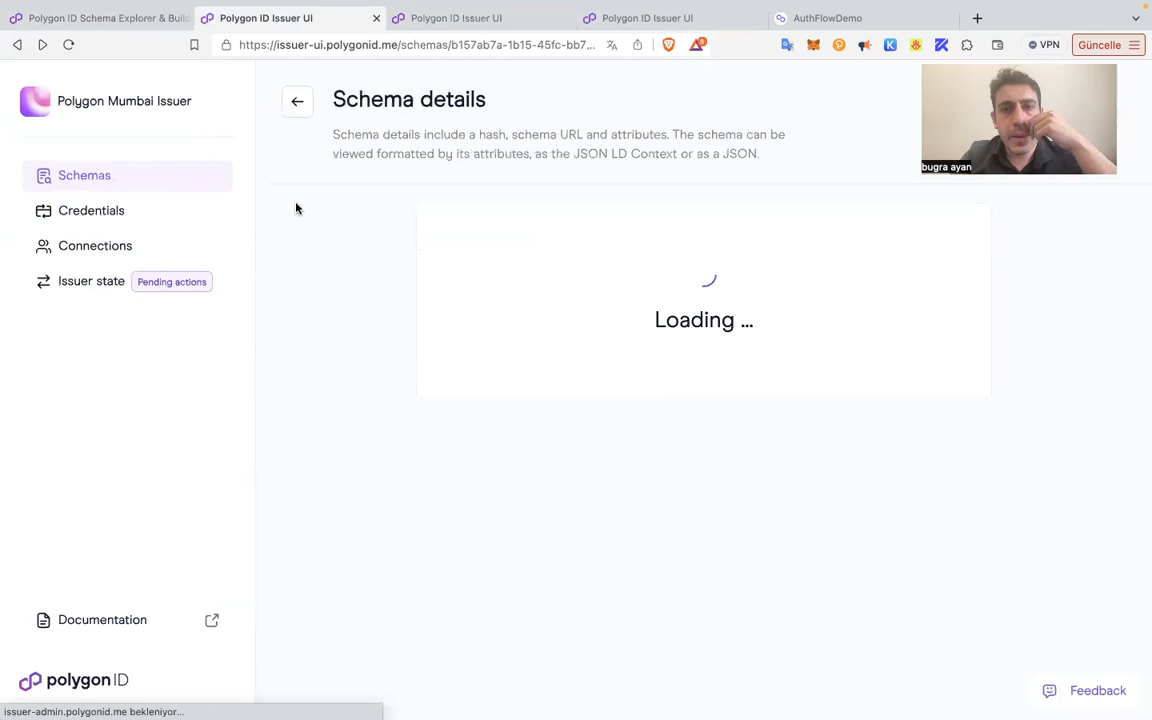 Polygon ID Schema Explorer & Buil
Polygon ID Issuer UI
Polygon ID Issuer UI
Polygon ID Issuer UI
AuthFlowDemo
https://issuer-ui.polygonid.me/schemas/b157ab7a-1b15-45fc-bb7...
VPN
Güncelle
Polygon Mumbai Issuer
Schemas
Credentials
Connections
Issuer state
Pending actions
Documentation
polygon ID
issuer-admin.polygonid.me bekleniyor...
Schema details
Schema details include a hash, schema URL and attributes. The schema can be
viewed formatted by its attributes, as the JSON LD Context or as a JSON.
bugra ayan
Loading ...
Feedback